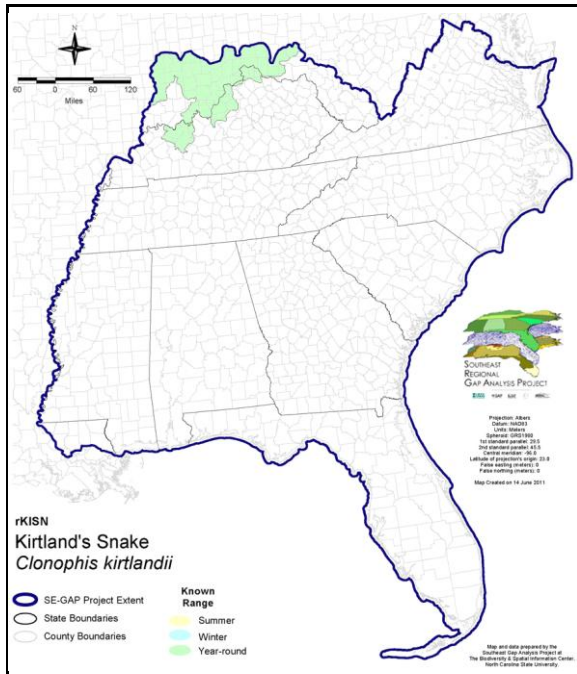 N
60 0 60 120
Miles
SOUTHEAST
REGIONAL
GAP ANALYSIS PROJECT
Projection: Albers
Datum: NAD83
Units: Meters
Spheroid: GRS1980
1st standard parallel: 29.5
2nd standard parallel: 45.5
Central meridian: -96.0
Latitude of projection's origin: 23.0
False easting (meters): 0
False northing (meters): 0
Map Created on 14 June 2011
rKISN
Kirtland's Snake
Clonophis kirtlandii
SE-GAP Project Extent
State Boundaries
County Boundaries
Known
Range
Summer
Winter
Year-round
Map and data prepared by the
Southeast Gap Analysis Project at
The Biodiversity & Spatial Information Center,
North Carolina State University.